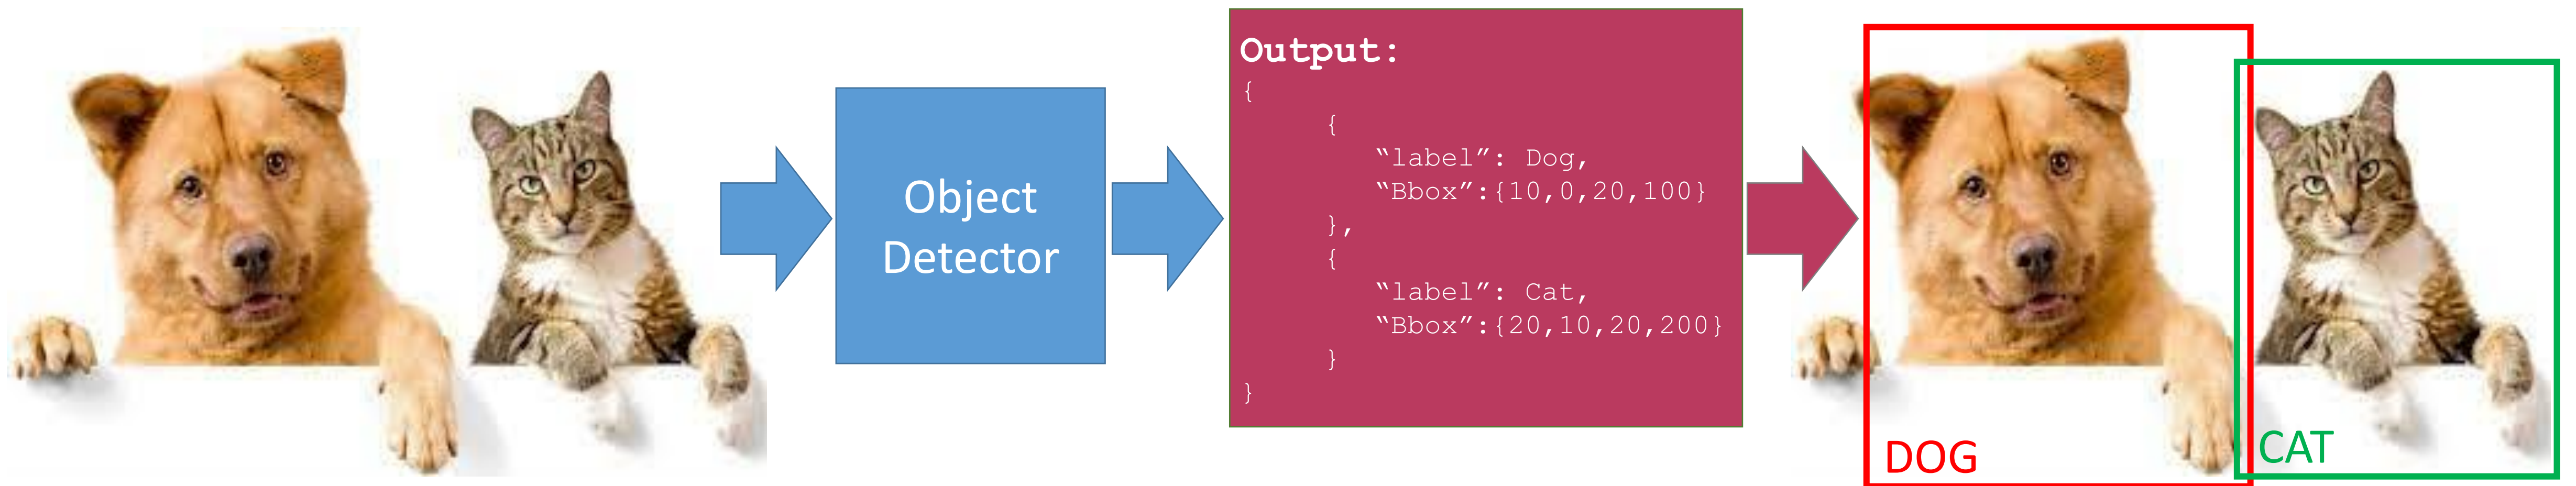 Object
Detector
Output:
{
{
“label”: Dog,
“Bbox”:{10,0,20,100}
},
{
“label”: Cat,
“Bbox”:{20,10,20,200}
}
}
DOG
CAT